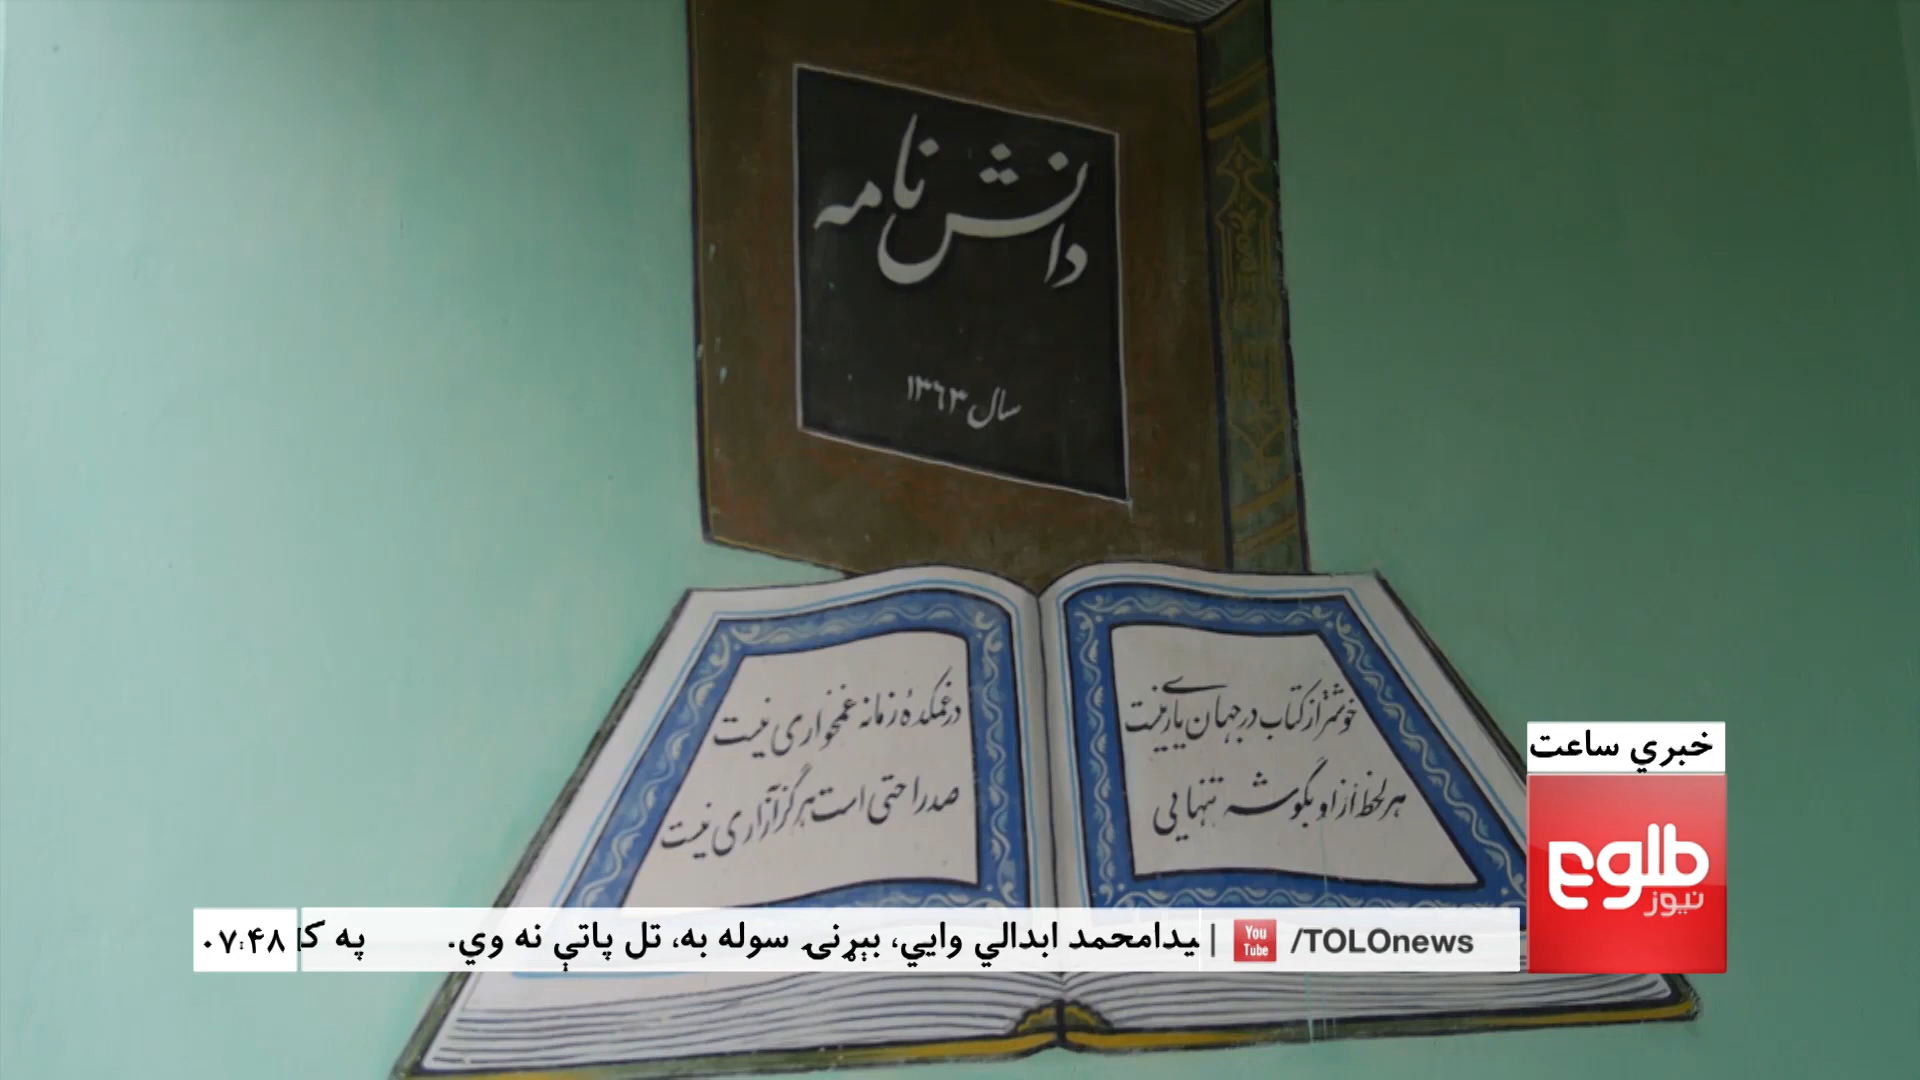 دانش نامه
سال ۱۳۶۳
خوشتر از کتاب در جهان یاری نیست
در غمکدهٔ زمانه غمخواری نیست
هر لحظه از او بگوشهٔ تنهایی
صد راحتی است هرگز آزاری نیست
خبري ساعت
طلوع
نیوز
یدامحمد ابدالي وايي، بېړنۍ سوله به، تل پاتې نه وي. په ک
You Tube /TOLOnews
۰۷:۴۸